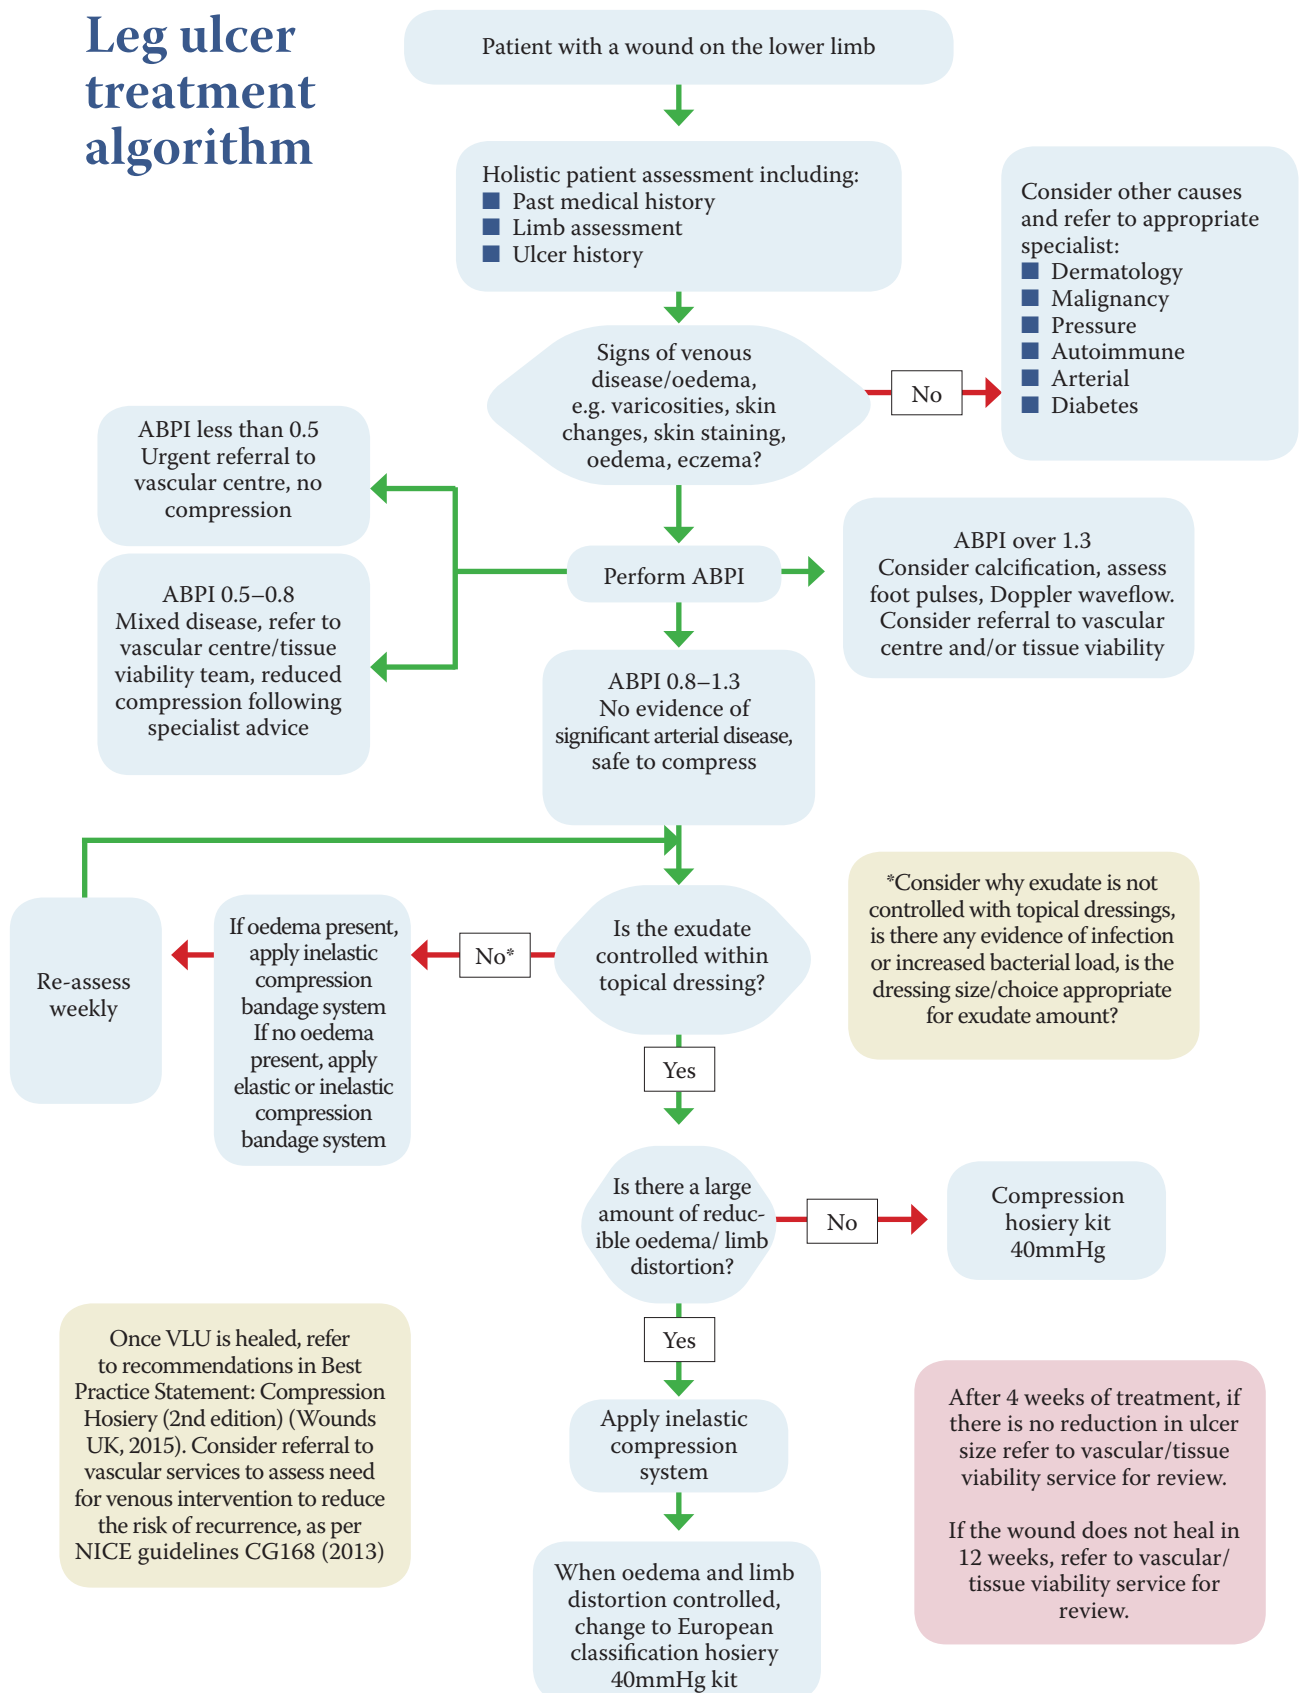 Leg ulcer
treatment
algorithm
Patient with a wound on the lower limb
Holistic patient assessment including:
■ Past medical history
■ Limb assessment
■ Ulcer history
Consider other causes
and refer to appropriate
specialist:
■ Dermatology
■ Malignancy
■ Pressure
■ Autoimmune
■ Arterial
■ Diabetes
Signs of venous
disease/oedema,
e.g. varicosities, skin
changes, skin staining,
oedema, eczema?
No
ABPI less than 0.5
Urgent referral to
vascular centre, no
compression
ABPI 0.5–0.8
Mixed disease, refer to
vascular centre/tissue
viability team, reduced
compression following
specialist advice
Perform ABPI
ABPI over 1.3
Consider calcification, assess
foot pulses, Doppler waveflow.
Consider referral to vascular
centre and/or tissue viability
ABPI 0.8–1.3
No evidence of
significant arterial disease,
safe to compress
Re-assess
weekly
If oedema present,
apply inelastic
compression
bandage system
If no oedema
present, apply
elastic or inelastic
compression
bandage system
No*
Is the exudate
controlled within
topical dressing?
*Consider why exudate is not
controlled with topical dressings,
is there any evidence of infection
or increased bacterial load, is the
dressing size/choice appropriate
for exudate amount?
Yes
Is there a large
amount of reduc-
ible oedema/ limb
distortion?
No
Compression
hosiery kit
40mmHg
Yes
Apply inelastic
compression
system
When oedema and limb
distortion controlled,
change to European
classification hosiery
40mmHg kit
Once VLU is healed, refer
to recommendations in Best
Practice Statement: Compression
Hosiery (2nd edition) (Wounds
UK, 2015). Consider referral to
vascular services to assess need
for venous intervention to reduce
the risk of recurrence, as per
NICE guidelines CG168 (2013)
After 4 weeks of treatment, if
there is no reduction in ulcer
size refer to vascular/tissue
viability service for review.
If the wound does not heal in
12 weeks, refer to vascular/
tissue viability service for
review.